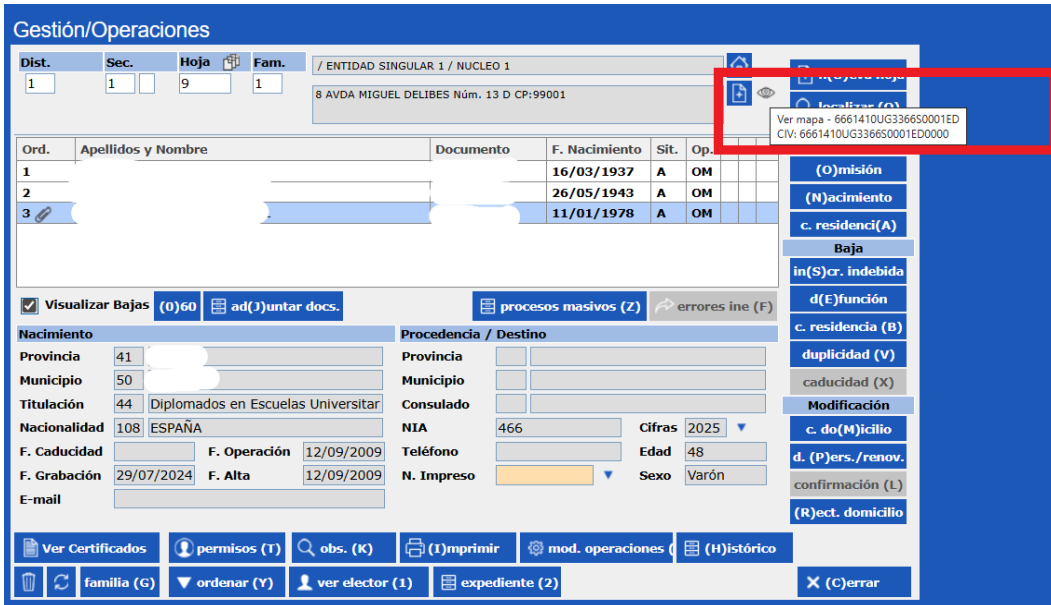 Gestión/Operaciones
Dist. Sec. Hoja Fam.
1 1 9 1
/ ENTIDAD SINGULAR 1 / NUCLEO 1
8 AVDA MIGUEL DELIBES Núm. 13 D CP:99001
localizar (O)
Ver mapa - 6661410UG3366S0001ED
CIV: 6661410UG3366S0001ED0000
Ord. Apellidos y Nombre Documento F. Nacimiento Sit. Op.
1 16/03/1937 A OM
2 26/05/1943 A OM
3 11/01/1978 A OM
(O)misión
(N)acimiento
c. residenci(A)
Baja
in(S)cr. indebida
d(E)función
c. residencia (B)
duplicidad (V)
caducidad (X)
Modificación
c. do(M)icilio
d. (P)ers./renov.
confirmación (L)
(R)ect. domicilio
Visualizar Bajas (0)60 ad(J)untar docs. procesos masivos (Z) errores ine (F)
Nacimiento Procedencia / Destino
Provincia 41 Provincia
Municipio 50 Municipio
Titulación 44 Diplomados en Escuelas Universitar Consulado
Nacionalidad 108 ESPAÑA NIA 466 Cifras 2025
F. Caducidad F. Operación 12/09/2009 Teléfono Edad 48
F. Grabación 29/07/2024 F. Alta 12/09/2009 N. Impreso Sexo Varón
E-mail
Ver Certificados permisos (T) obs. (K) (I)mprimir mod. operaciones ( (H)istórico
familia (G) ordenar (Y) ver elector (1) expediente (2) (C)errar